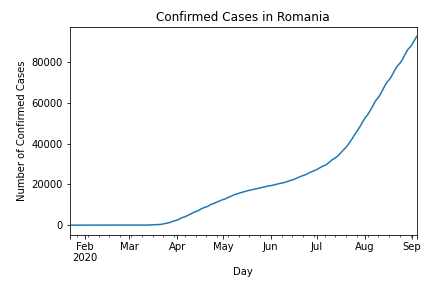 Confirmed Cases in Romania
Number of Confirmed Cases
80000
60000
40000
20000
0
Feb Mar Apr May Jun Jul Aug Sep
2020
Day